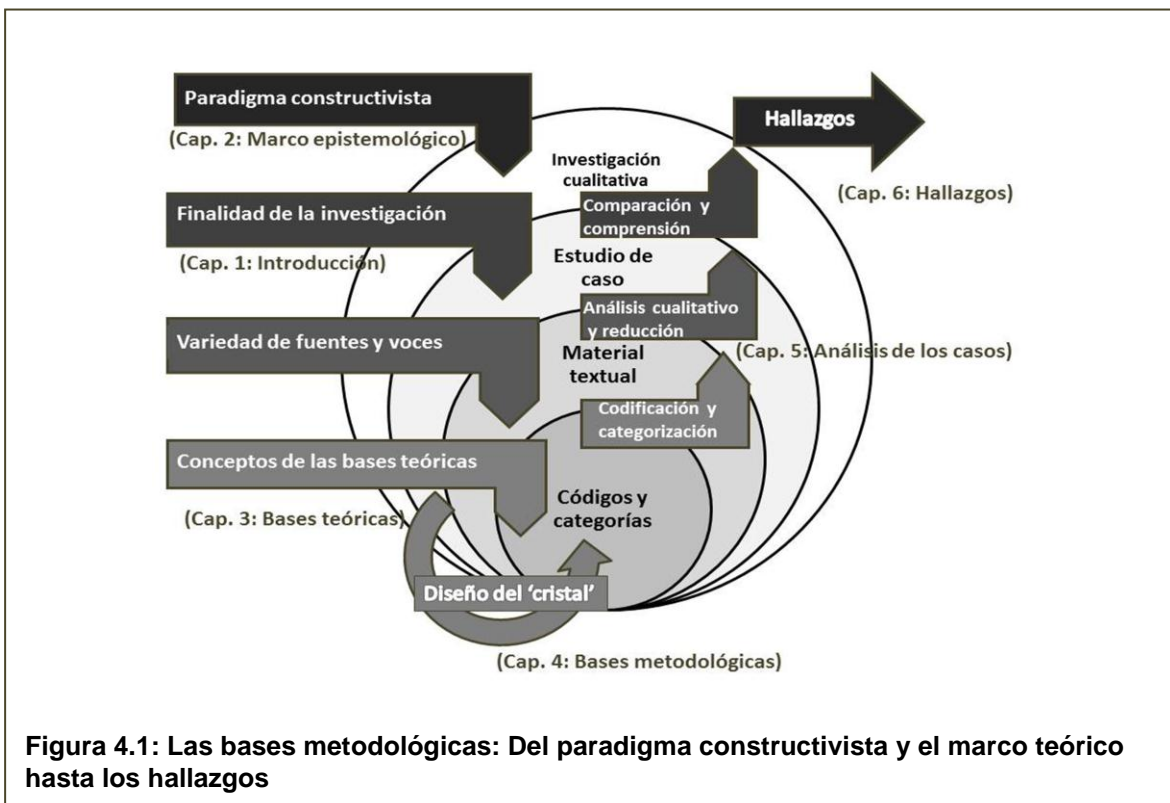 Paradigma constructivista
(Cap. 2: Marco epistemológico)
Hallazgos
(Cap. 6: Hallazgos)
Investigación
cualitativa
Comparación y
comprensión
Finalidad de la investigación
(Cap. 1: Introducción)
Estudio de
caso
Análisis cualitativo
y reducción
(Cap. 5: Análisis de los casos)
Variedad de fuentes y voces
Material
textual
Codificación y
categorización
Conceptos de las bases teóricas
(Cap. 3: Bases teóricas)
Códigos y
categorías
Diseño del ‘cristal’
(Cap. 4: Bases metodológicas)
Figura 4.1: Las bases metodológicas: Del paradigma constructivista y el marco teórico
hasta los hallazgos